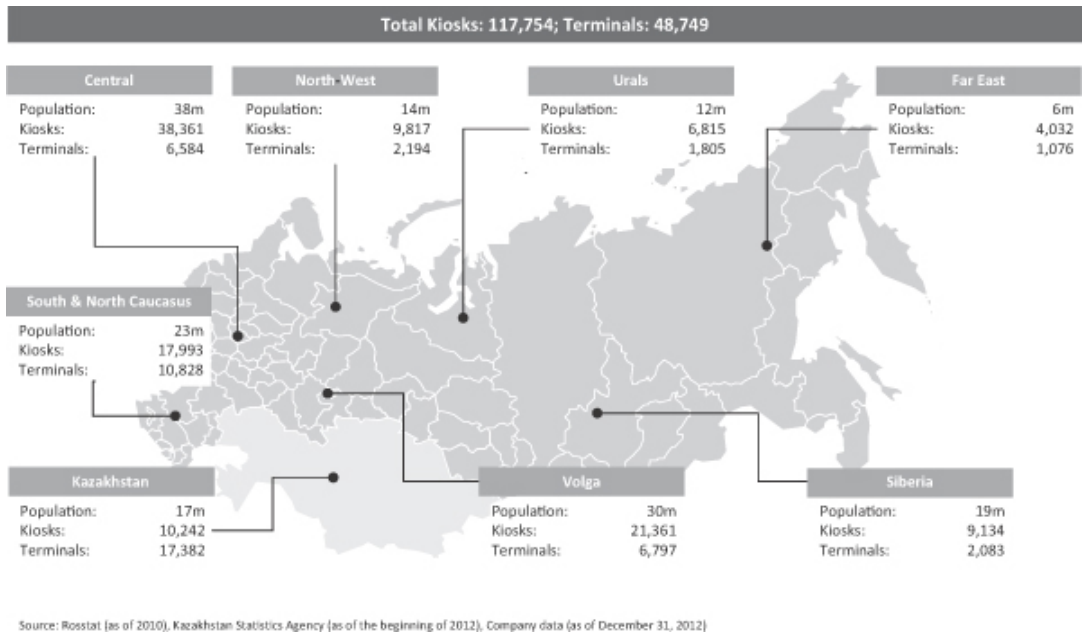 Total Kiosks: 117,754; Terminals: 48,749
Central
Population: 38m
Kiosks: 38,361
Terminals: 6,584
North-West
Population: 14m
Kiosks: 9,817
Terminals: 2,194
Urals
Population: 12m
Kiosks: 6,815
Terminals: 1,805
Far East
Population: 6m
Kiosks: 4,032
Terminals: 1,076
South & North Caucasus
Population: 23m
Kiosks: 17,993
Terminals: 10,828
Kazakhstan
Population: 17m
Kiosks: 10,242
Terminals: 17,382
Volga
Population: 30m
Kiosks: 21,361
Terminals: 6,797
Siberia
Population: 19m
Kiosks: 9,134
Terminals: 2,083
Source: Rosstat (as of 2010), Kazakhstan Statistics Agency (as of the beginning of 2012), Company data (as of December 31, 2012)